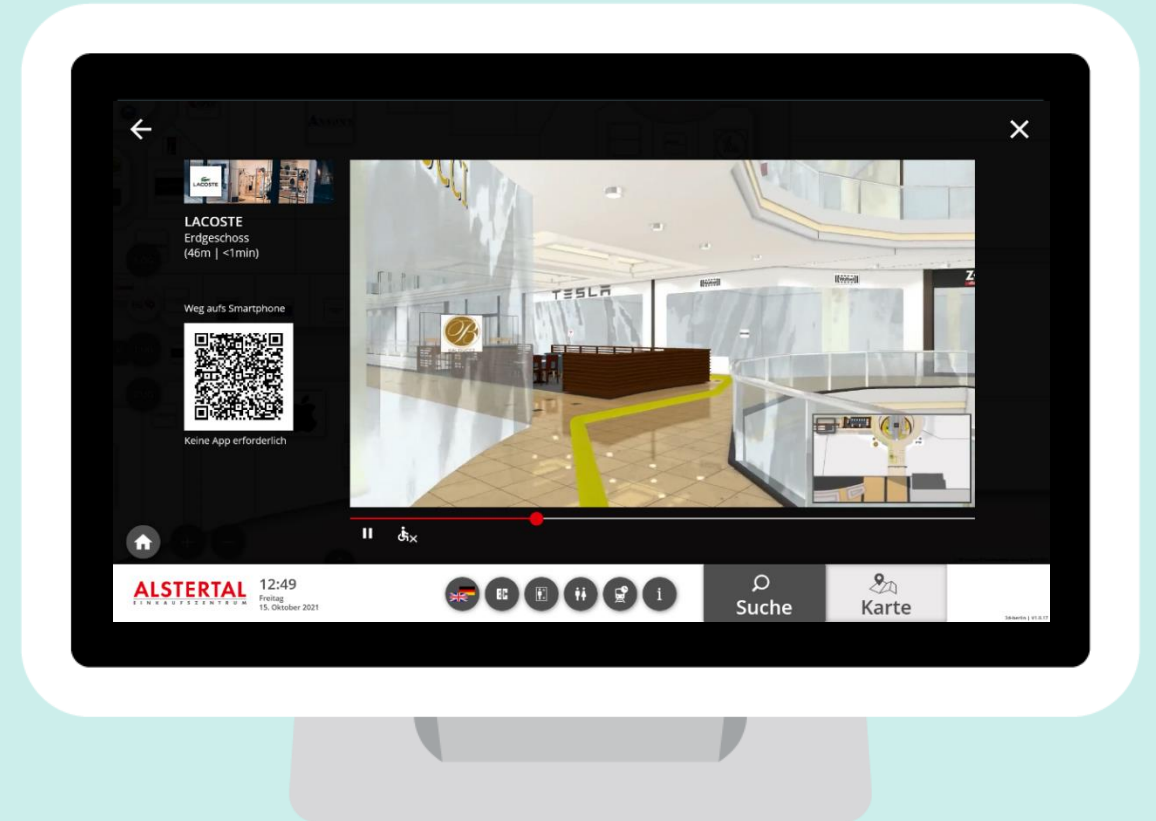 LACOSTE
LACOSTE
Erdgeschoss
(46m | <1min)
Weg aufs Smartphone
Keine App erforderlich
TESLA
B
Z
ALSTERTAL
EINKAUFSZENTRUM
12:49
Freitag
15. Oktober 2021
EC
i
Suche
Karte